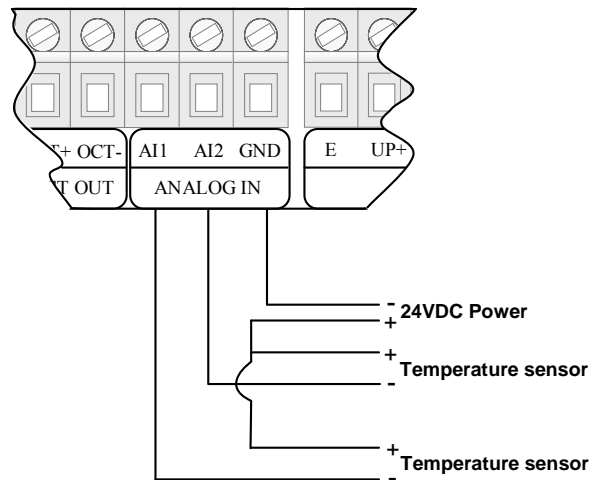 T+ OCT- AI1 AI2 GND E UP+
T OUT ANALOG IN
- 24VDC Power
+
+
Temperature sensor
-
+
Temperature sensor
-